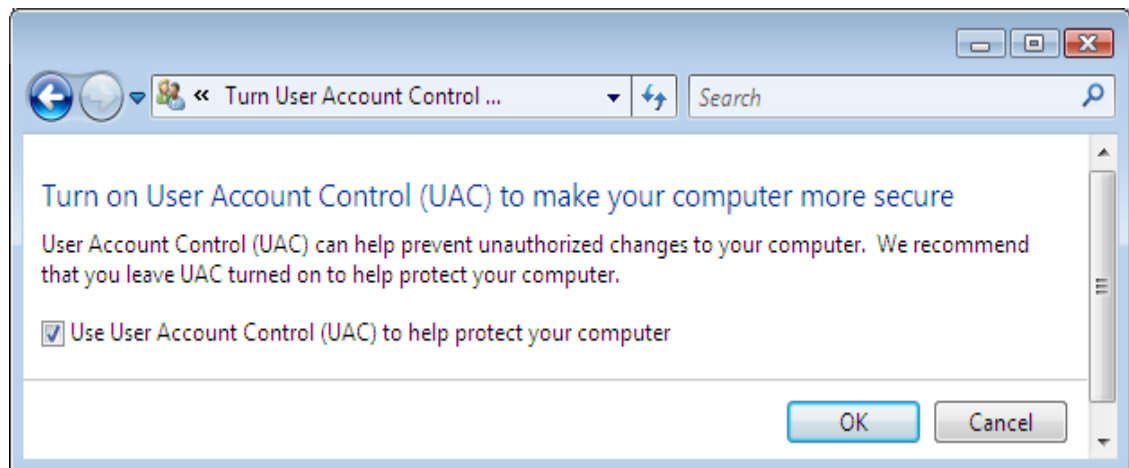 « Turn User Account Control ...
Search
Turn on User Account Control (UAC) to make your computer more secure
User Account Control (UAC) can help prevent unauthorized changes to your computer. We recommend
that you leave UAC turned on to help protect your computer.
Use User Account Control (UAC) to help protect your computer
OK
Cancel